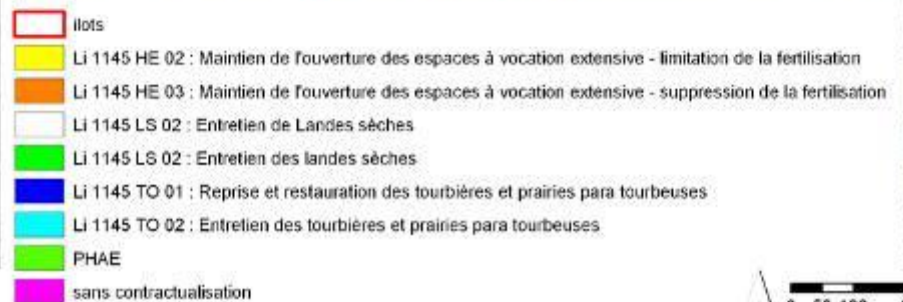 ilots
Li 1145 HE 02 : Maintien de l'ouverture des espaces à vocation extensive - limitation de la fertilisation
Li 1145 HE 03 : Maintien de l'ouverture des espaces à vocation extensive - suppression de la fertilisation
Li 1145 LS 02 : Entretien de Landes sèches
Li 1145 LS 02 : Entretien des landes sèches
Li 1145 TO 01 : Reprise et restauration des tourbières et prairies para tourbeuses
Li 1145 TO 02 : Entretien des tourbières et prairies para tourbeuses
PHAE
sans contractualisation